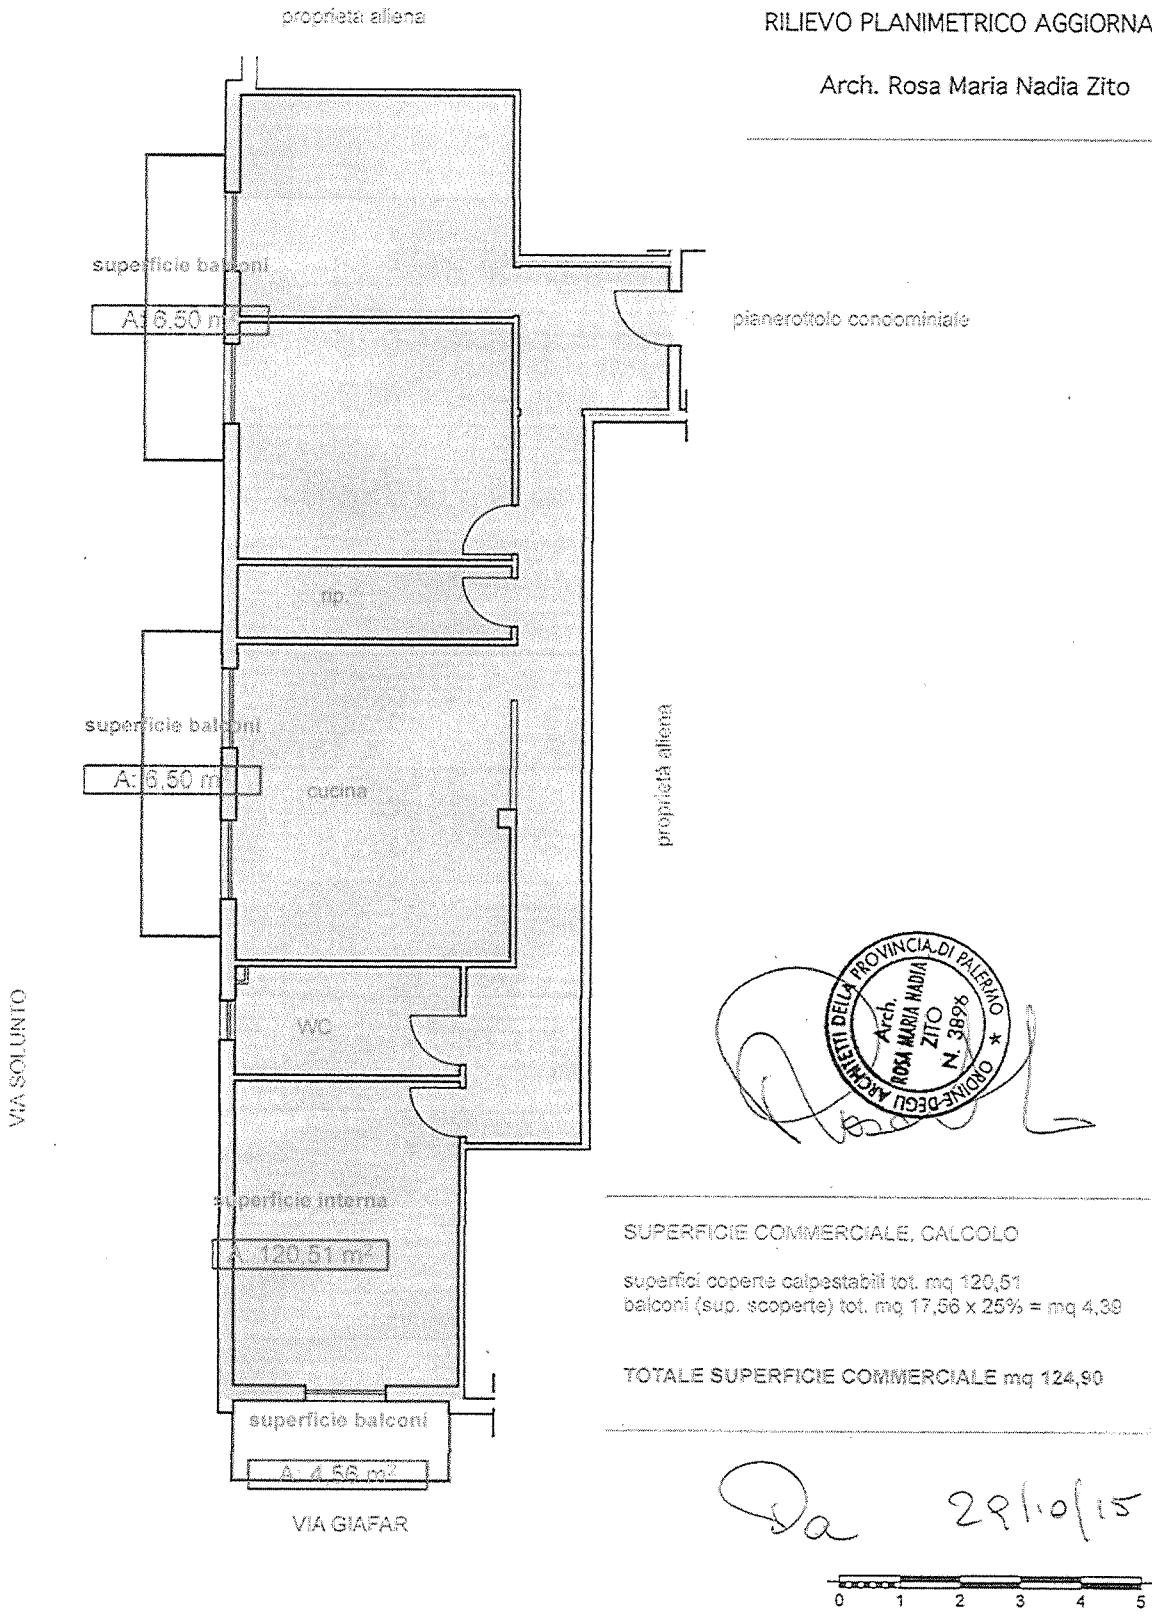 proprietà aliena
RILIEVO PLANIMETRICO AGGIORNA
Arch. Rosa Maria Nadia Zito
superficie balconi
A: 6,50 m
pianerottolo condominiale
rip.
superficie balconi
A: 6,50 m
cucina
proprietà aliena
VIA SOLUNTO
WC
ORDINE DEGLI ARCHITETTI DELLA PROVINCIA DI PALERMO
Arch.
ROSA MARIA NADIA
ZITO
N. 3896
superficie interna
A: 120,51 m²
SUPERFICIE COMMERCIALE, CALCOLO
superfici coperte calpestabili tot. mq 120,51
balconi (sup. scoperte) tot. mq 17,56 x 25% = mq 4,39
TOTALE SUPERFICIE COMMERCIALE mq 124,90
superficie balconi
A: 4,56 m²
VIA GIAFAR
29/10/15
0 1 2 3 4 5